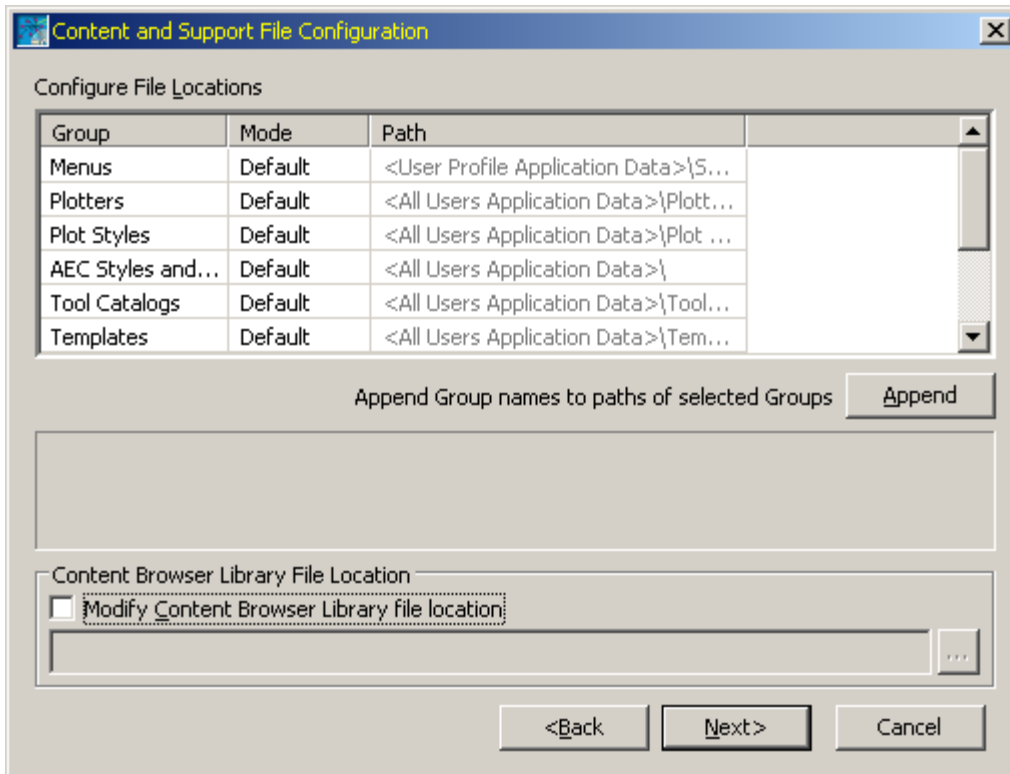 Content and Support File Configuration
Configure File Locations
Group Mode Path
Menus Default <User Profile Application Data>\S...
Plotters Default <All Users Application Data>\Plott...
Plot Styles Default <All Users Application Data>\Plot ...
AEC Styles and... Default <All Users Application Data>\
Tool Catalogs Default <All Users Application Data>\Tool...
Templates Default <All Users Application Data>\Tem...
Append Group names to paths of selected Groups Append
Content Browser Library File Location
Modify Content Browser Library file location
...
<Back Next> Cancel